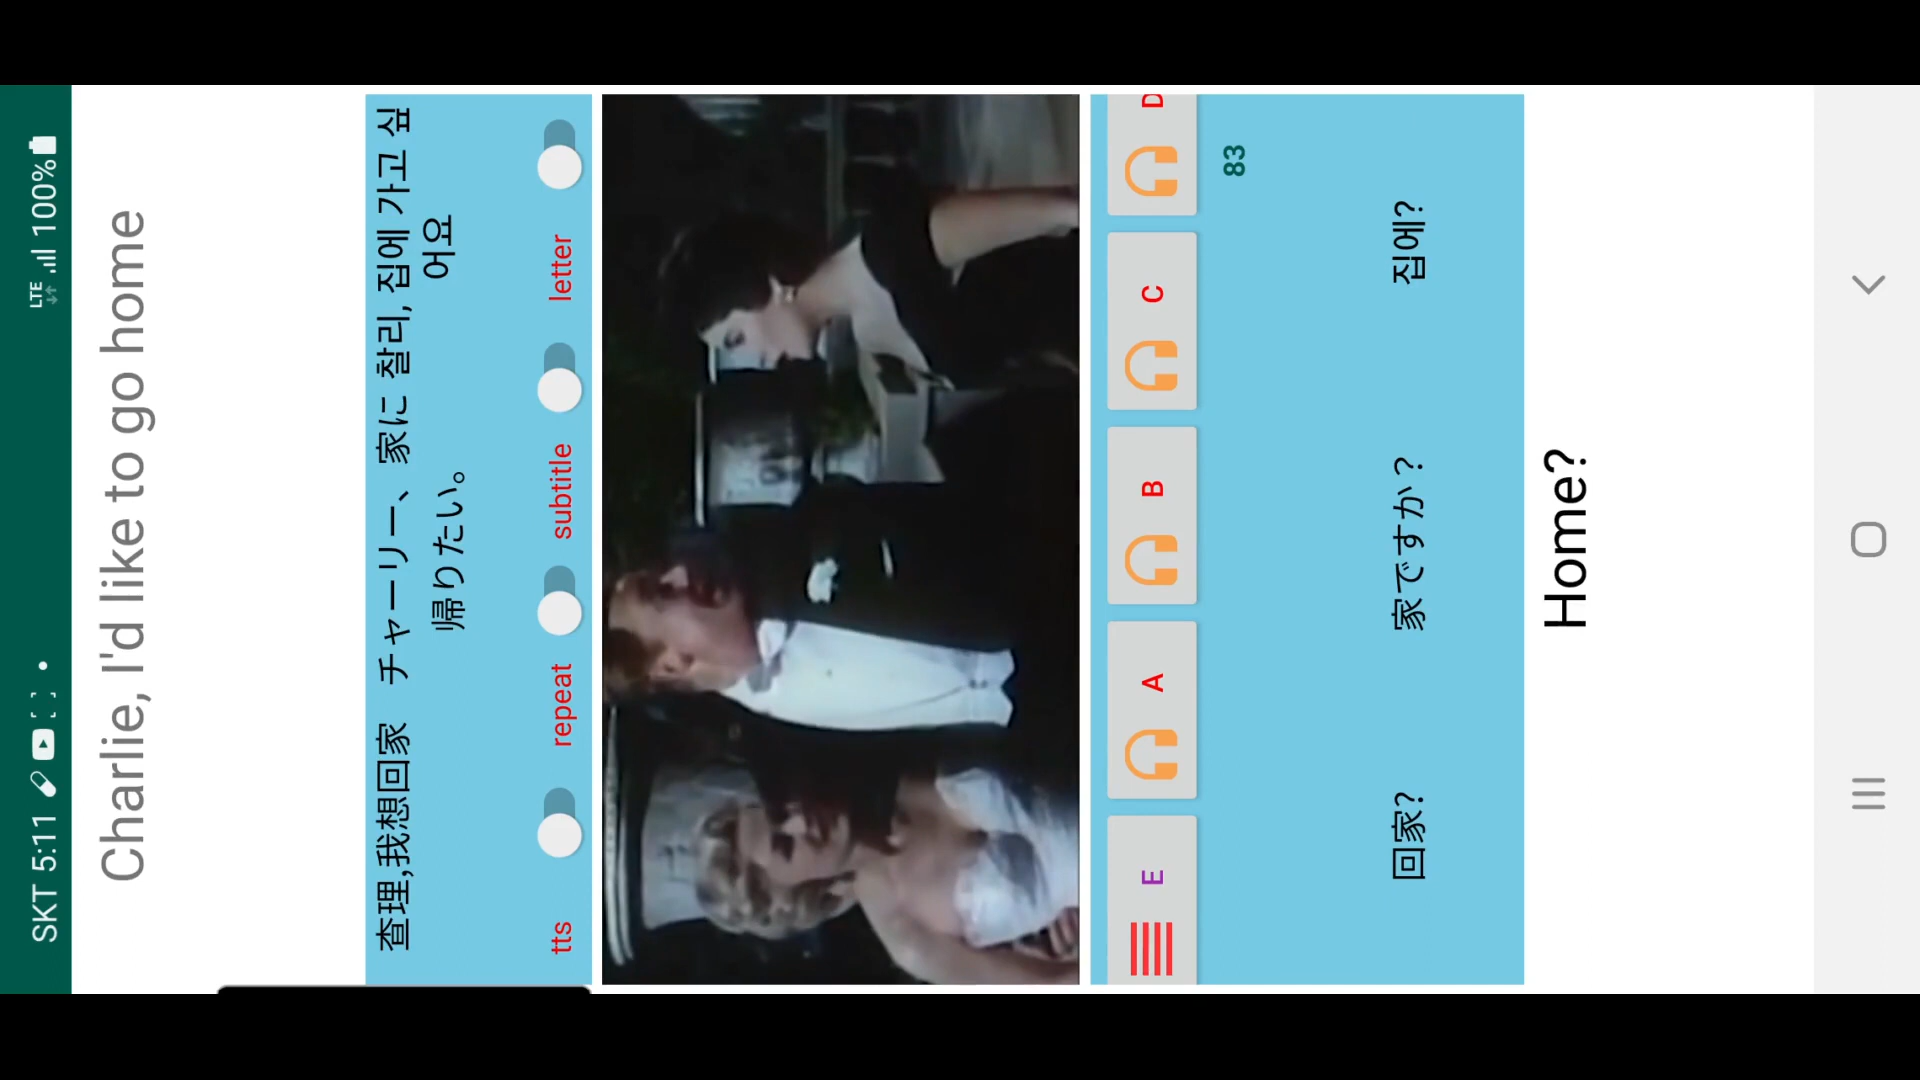 SKT 5:11
LTE 100%
Charlie, I'd like to go home
查理,我想回家 チャーリー、家に 찰리, 집에 가고 싶
帰りたい。 어요
tts repeat subtitle letter
E A B C D
83
回家? 家ですか？ 집에?
Home?